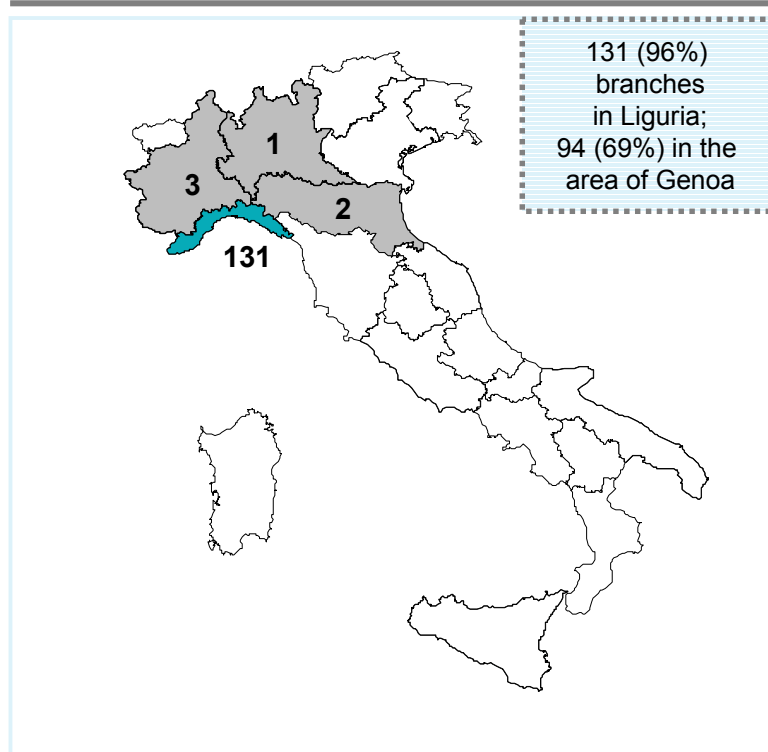 131 (96%)
branches
in Liguria;
94 (69%) in the
area of Genoa
1
3
2
131